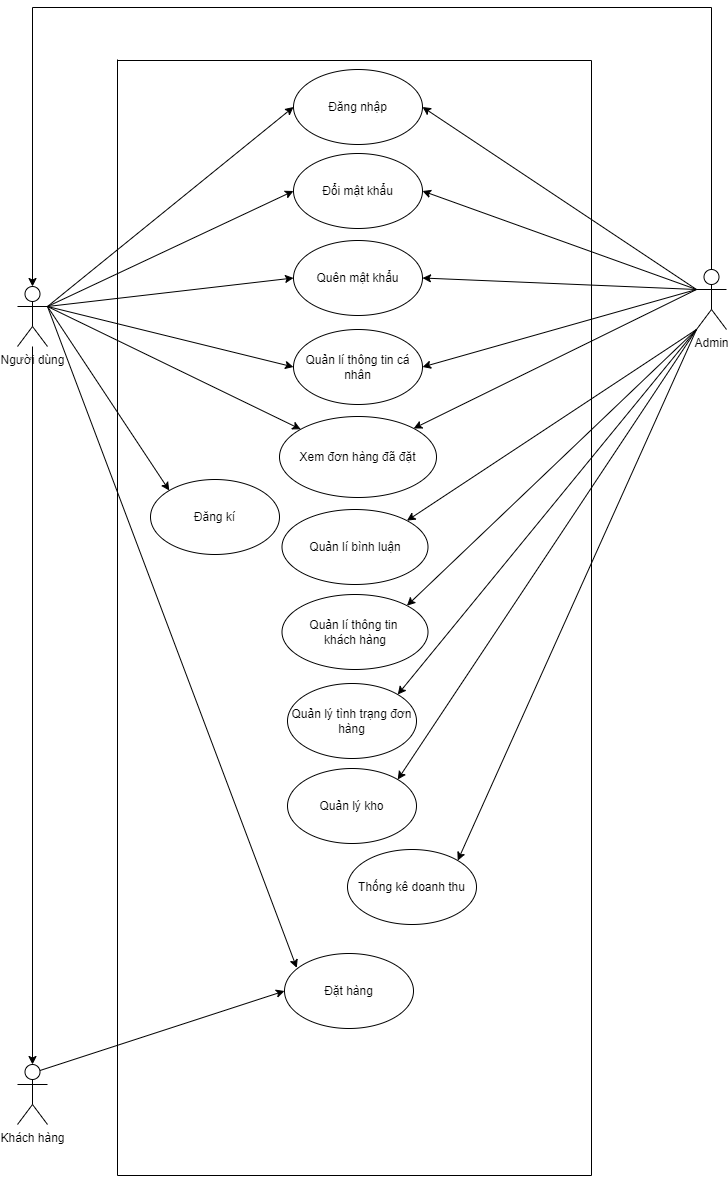 Đăng nhập
Đổi mật khẩu
Quên mật khẩu
Người dùng
Admin
Quản lí thông tin cá
nhân
Xem đơn hàng đã đặt
Đăng kí
Quản lí bình luận
Quản lí thông tin
khách hàng
Quản lý tình trạng đơn
hàng
Quản lý kho
Thống kê doanh thu
Đặt hàng
Khách hàng